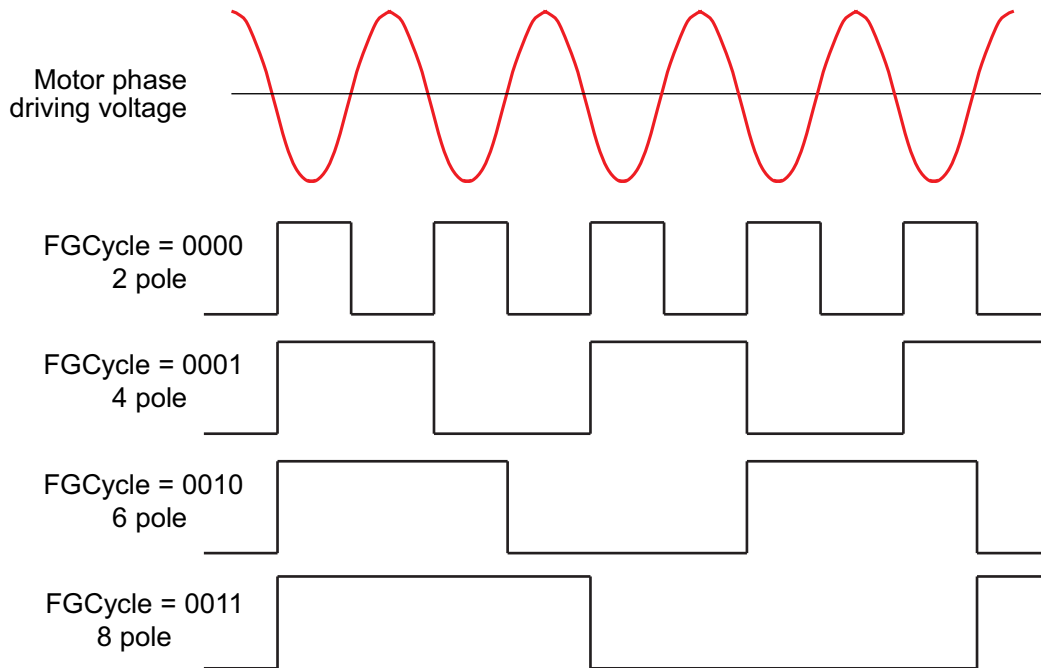 Motor phase
driving voltage
FGCycle = 0000
2 pole
FGCycle = 0001
4 pole
FGCycle = 0010
6 pole
FGCycle = 0011
8 pole